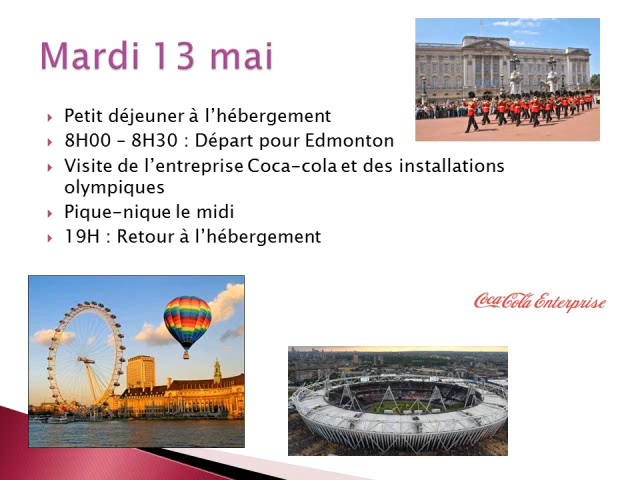 Mardi 13 mai
Petit déjeuner à l’hébergement
8H00 – 8H30 : Départ pour Edmonton
Visite de l’entreprise Coca-cola et des installations
olympiques
Pique-nique le midi
19H : Retour à l’hébergement
Coca-Cola Enterprise